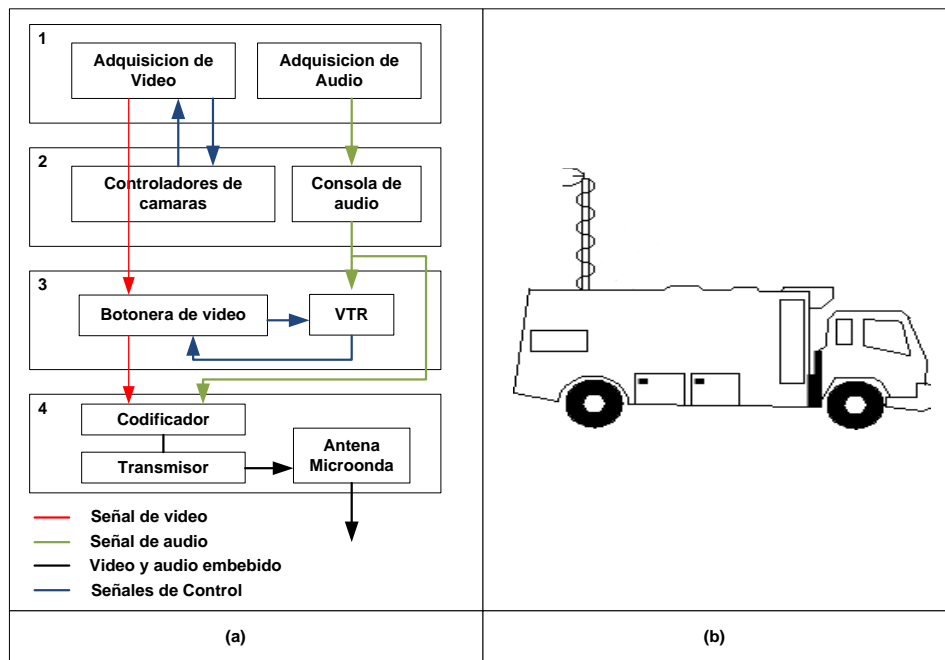 1
Adquisicion de
Video
Adquisicion de
Audio
2
Controladores de
camaras
Consola de
audio
3
Botonera de video
VTR
4
Codificador
Transmisor
Antena
Microonda
Señal de video
Señal de audio
Video y audio embebido
Señales de Control
(a)
(b)